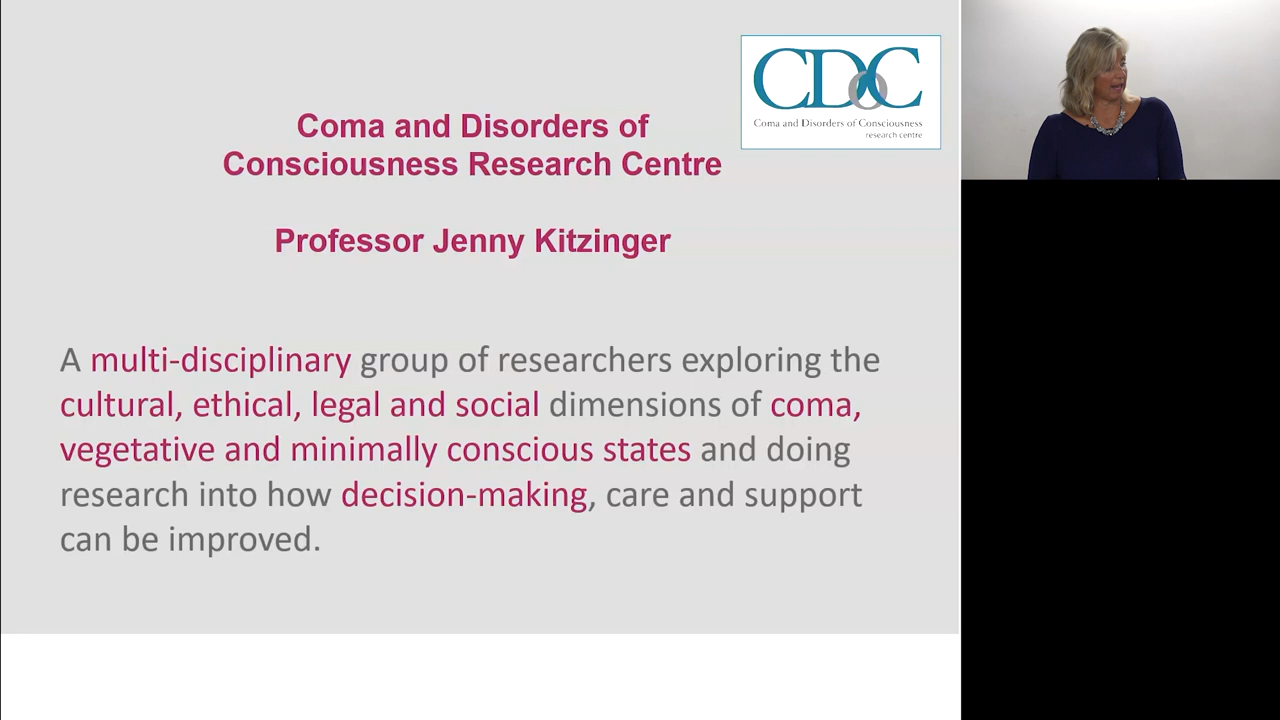 Coma and Disorders of
Consciousness Research Centre
Professor Jenny Kitzinger
CDoC
Coma and Disorders of Consciousness
research centre
A multi-disciplinary group of researchers exploring the
cultural, ethical, legal and social dimensions of coma,
vegetative and minimally conscious states and doing
research into how decision-making, care and support
can be improved.